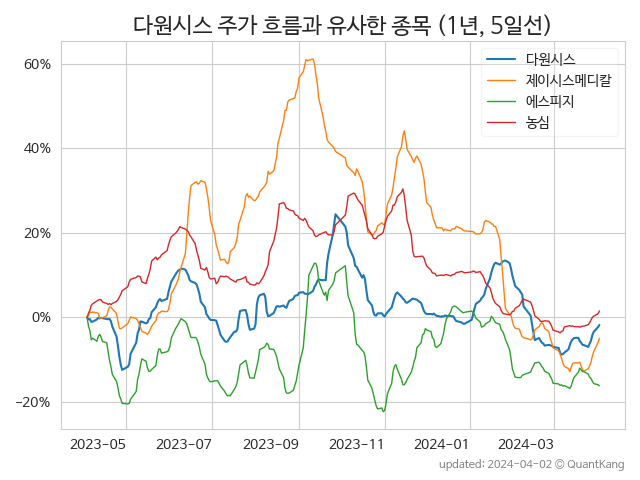 다원시스 주가 흐름과 유사한 종목 (1년, 5일선)
다원시스
제이시스메디칼
에스피지
농심
60%
40%
20%
0%
−20%
2023-05 2023-07 2023-09 2023-11 2024-01 2024-03
updated: 2024-04-02 © QuantKang